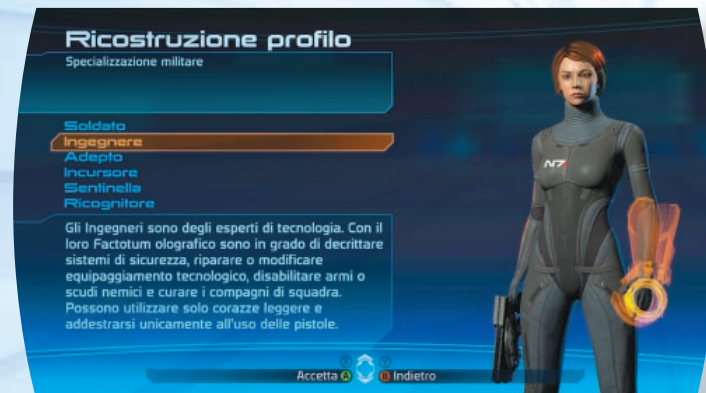 Ricostruzione profilo
Specializzazione militare
Soldato
Ingegnere
Adepto
Incursore
Sentinella
Ricognitore
Gli Ingegneri sono degli esperti di tecnologia. Con il
loro Factotum olografico sono in grado di decrittare
sistemi di sicurezza, riparare o modificare
equipaggiamento tecnologico, disabilitare armi o
scudi nemici e curare i compagni di squadra.
Possono utilizzare solo corazze leggere e
addestrarsi unicamente all'uso delle pistole.
N7
X Y
Accetta A B Indietro